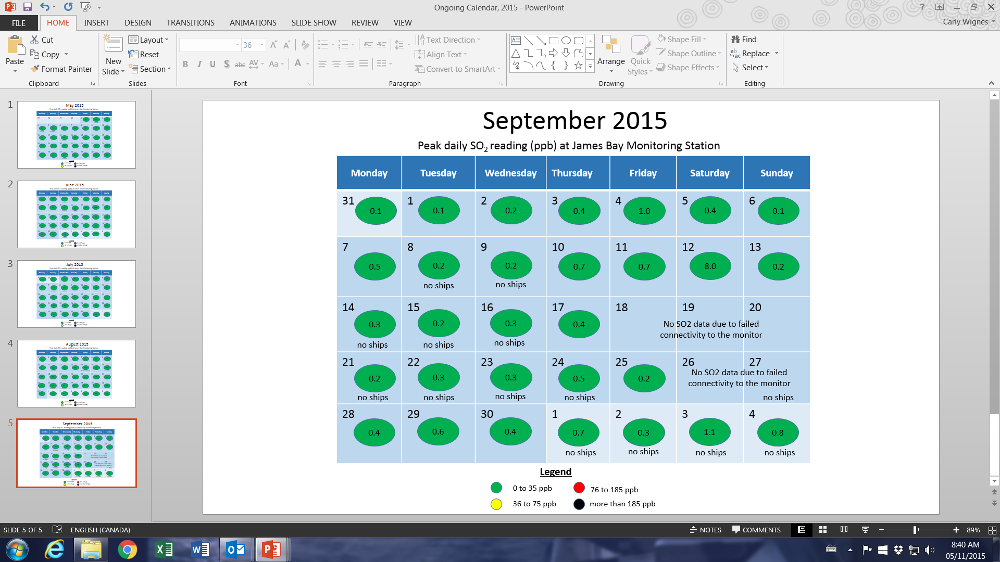 Ongoing Calendar, 2015 - PowerPoint
?
FILE HOME INSERT DESIGN TRANSITIONS ANIMATIONS SLIDE SHOW REVIEW VIEW
Carly Wignes
Paste
Cut
Copy
Format Painter
Clipboard
New
Slide
Layout
Reset
Section
Slides
36
B I U S abc AV Aa A
Font
Text Direction
Align Text
Convert to SmartArt
Paragraph
Arrange
Quick
Styles
Shape Fill
Shape Outline
Shape Effects
Drawing
Find
Replace
Select
Editing
1
May 2015
2
June 2015
3
July 2015
4
August 2015
5
September 2015
September 2015
Peak daily SO2 reading (ppb) at James Bay Monitoring Station
Monday Tuesday Wednesday Thursday Friday Saturday Sunday
31 1 2 3 4 5 6
0.1 0.1 0.2 0.4 1.0 0.4 0.1
7 8 9 10 11 12 13
0.5 0.2 0.2 0.7 0.7 8.0 0.2
no ships no ships
14 15 16 17 18 19 20
0.3 0.2 0.3 0.4
No SO2 data due to failed
connectivity to the monitor
no ships no ships no ships
21 22 23 24 25 26 27
0.2 0.3 0.3 0.5 0.2
No SO2 data due to failed
connectivity to the monitor
no ships no ships no ships no ships no ships
28 29 30 1 2 3 4
0.4 0.6 0.4 0.7 0.3 1.1 0.8
no ships no ships no ships no ships
Legend
0 to 35 ppb 76 to 185 ppb
36 to 75 ppb more than 185 ppb
SLIDE 5 OF 5 ENGLISH (CANADA) NOTES COMMENTS 89%
8:40 AM
05/11/2015